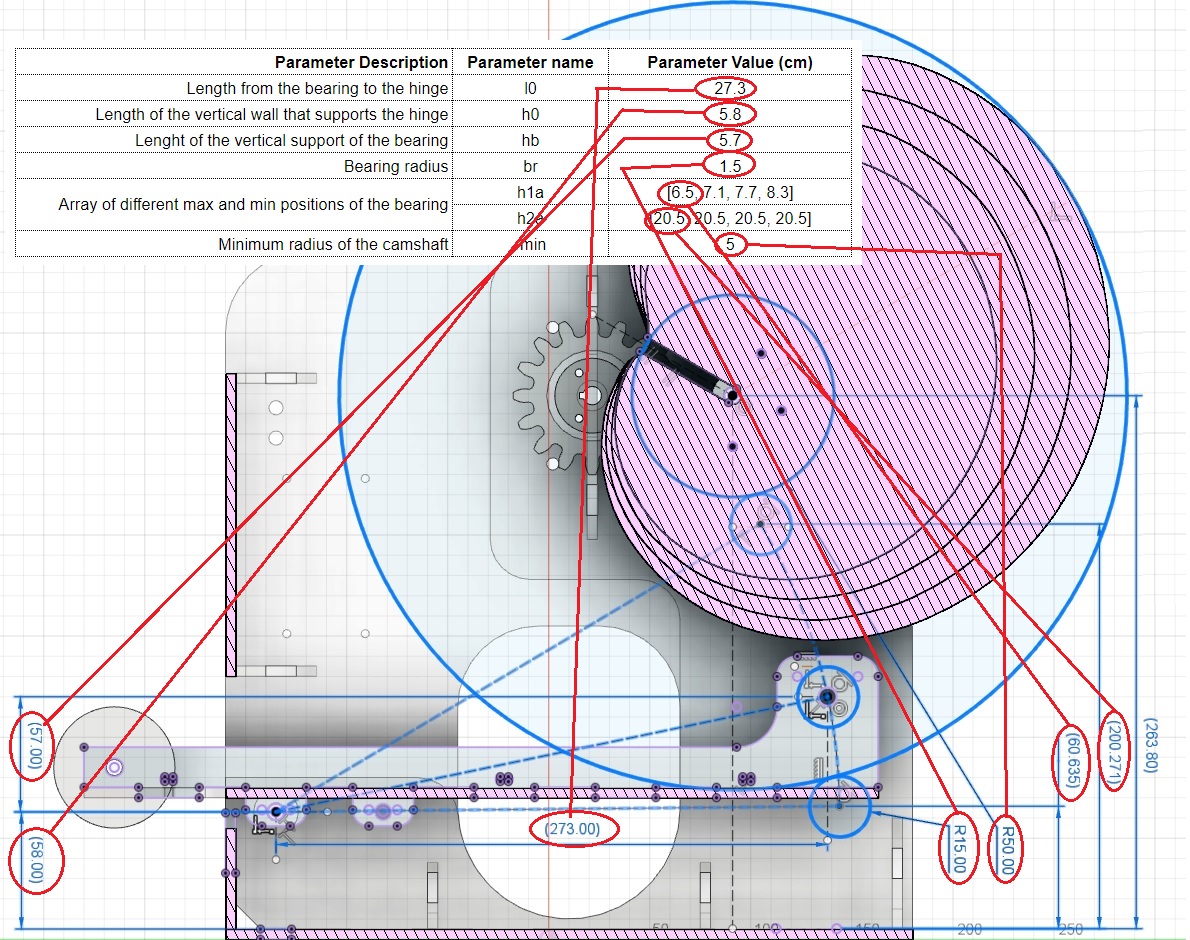 Parameter Description Parameter name Parameter Value (cm)
Length from the bearing to the hinge l0 27.3
Length of the vertical wall that supports the hinge h0 5.8
Lenght of the vertical support of the bearing hb 5.7
Bearing radius br 1.5
Array of different max and min positions of the bearing
h1a [6.5, 7.1, 7.7, 8.3]
h2a [20.5, 20.5, 20.5, 20.5]
Minimum radius of the camshaft min 5
(57.00)
(58.00)
(273.00)
R15.00
R50.00
(60.635)
(200.271)
(263.80)
50 100 150 200 250